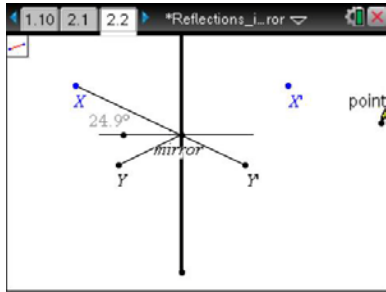 1.10 2.1 2.2 *Reflections_i...ror
X X'
point
24.9°
mirror
Y Y'